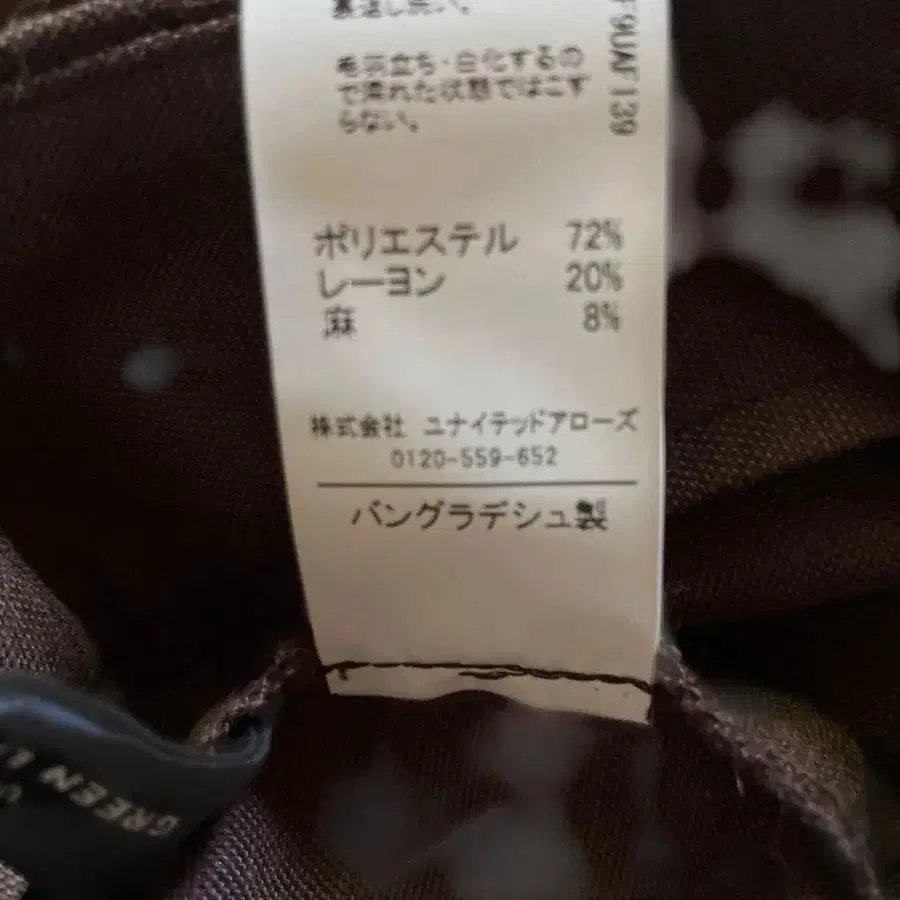 裏返し洗い。
毛羽立ち・白化するの
で濡れた状態ではこす
らない。
F9UAF139
ポリエステル 72%
レーヨン 20%
麻 8%
株式会社 ユナイテッドアローズ
0120-559-652
バングラデシュ製
GREEN